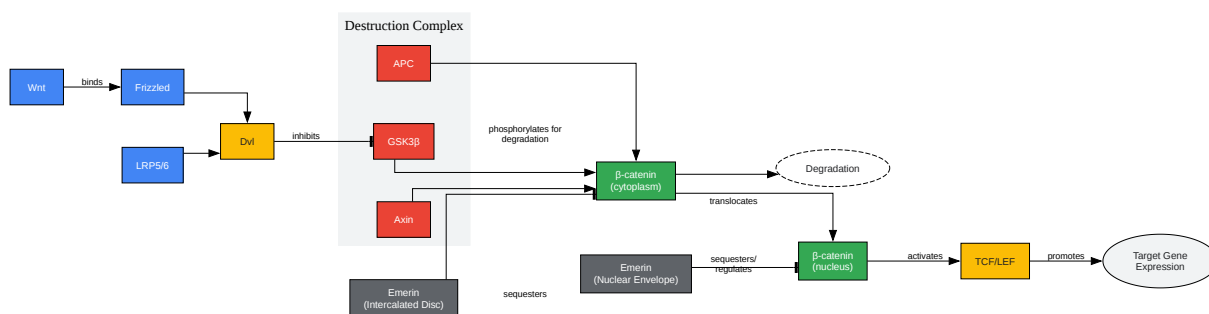 Destruction Complex
APC
Wnt
binds
Frizzled
Dvl
inhibits
GSK3β
phosphorylates for
degradation
LRP5/6
β-catenin
(cytoplasm)
Degradation
translocates
Axin
Emerin
(Intercalated Disc)
sequesters
Emerin
(Nuclear Envelope)
sequesters/
regulates
β-catenin
(nucleus)
activates
TCF/LEF
promotes
Target Gene
Expression